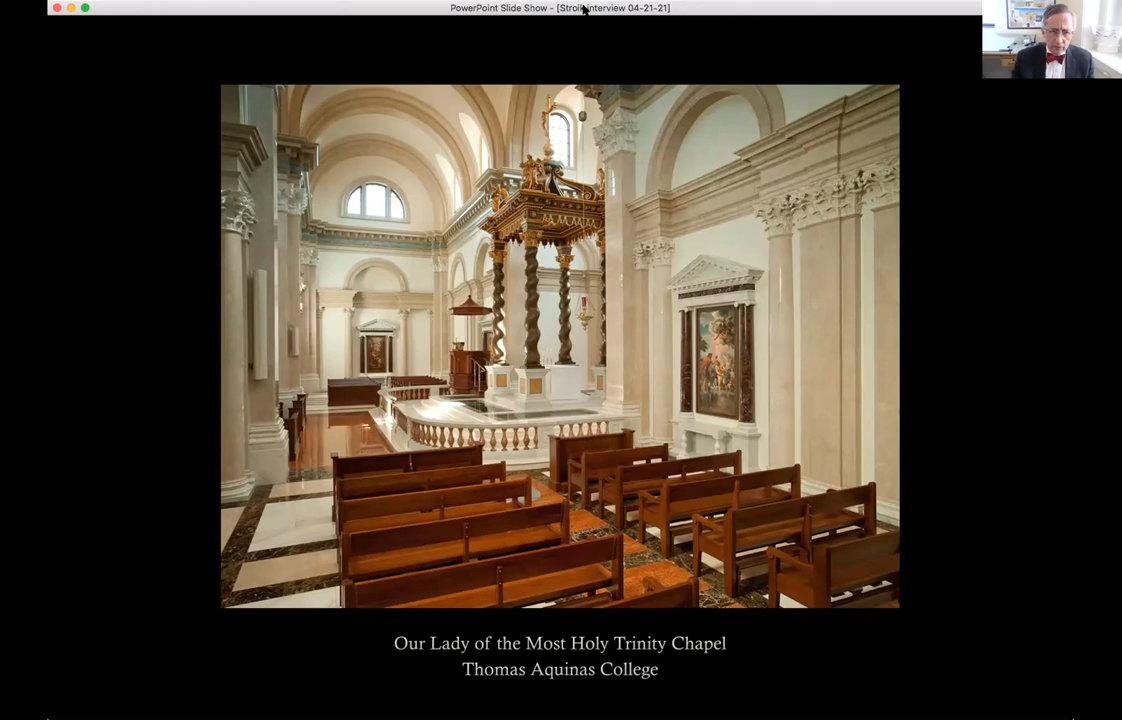 PowerPoint Slide Show - [Stroik Interview 04-21-21]
Our Lady of the Most Holy Trinity Chapel
Thomas Aquinas College